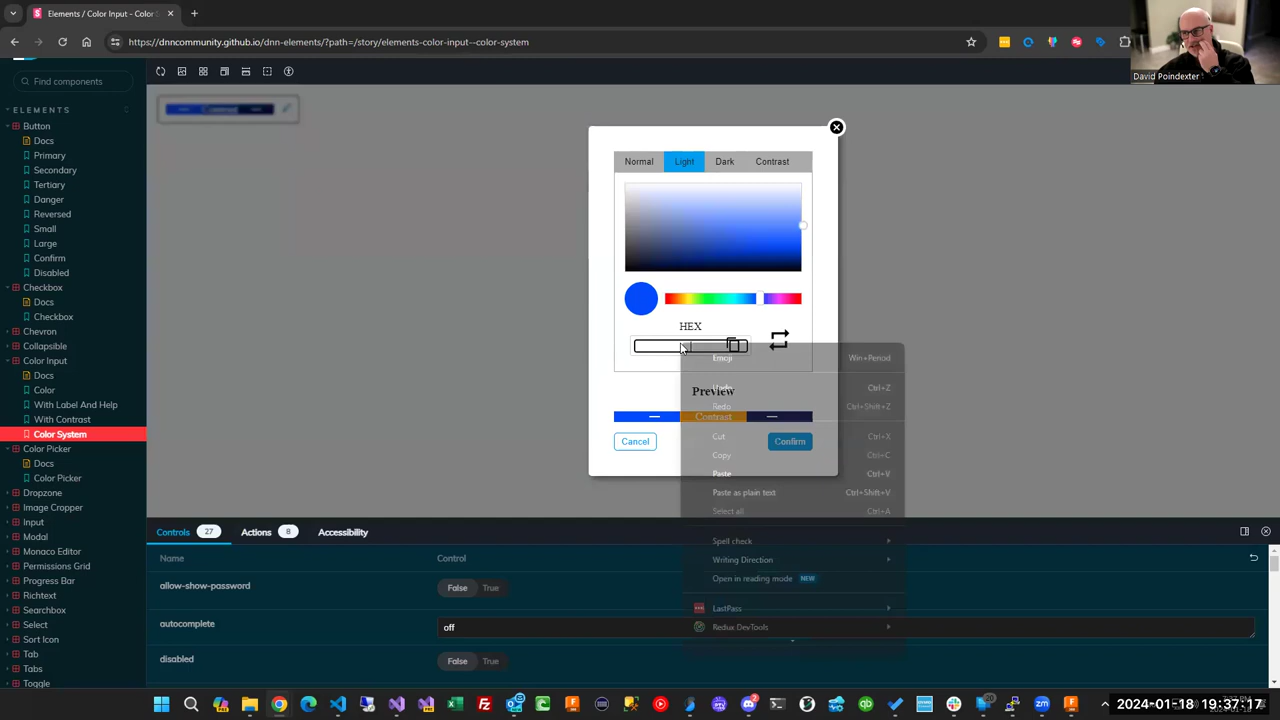 Elements / Color Input - Color
https://dnncommunity.github.io/dnn-elements/?path=/story/elements-color-input--color-system
David Poindexter
Find components
ELEMENTS
Button
Docs
Primary
Secondary
Tertiary
Danger
Reversed
Small
Large
Confirm
Disabled
Checkbox
Docs
Checkbox
Chevron
Collapsible
Color Input
Docs
Color
With Label And Help
With Contrast
Color System
Color Picker
Docs
Color Picker
Dropzone
Image Cropper
Input
Modal
Monaco Editor
Permissions Grid
Progress Bar
Richtext
Searchbox
Select
Sort Icon
Tab
Tabs
Toggle
Contrast
Normal Light Dark Contrast
HEX
Preview
Contrast
Cancel Confirm
Emoji Win+Period
Undo Ctrl+Z
Redo Ctrl+Shift+Z
Cut Ctrl+X
Copy Ctrl+C
Paste Ctrl+V
Paste as plain text Ctrl+Shift+V
Select all Ctrl+A
Spell check
Writing Direction
Open in reading mode NEW
LastPass
Redux DevTools
Controls 27 Actions 8 Accessibility
Name Control
allow-show-password False True
autocomplete off
disabled False True
2024-01-18 19:37:17